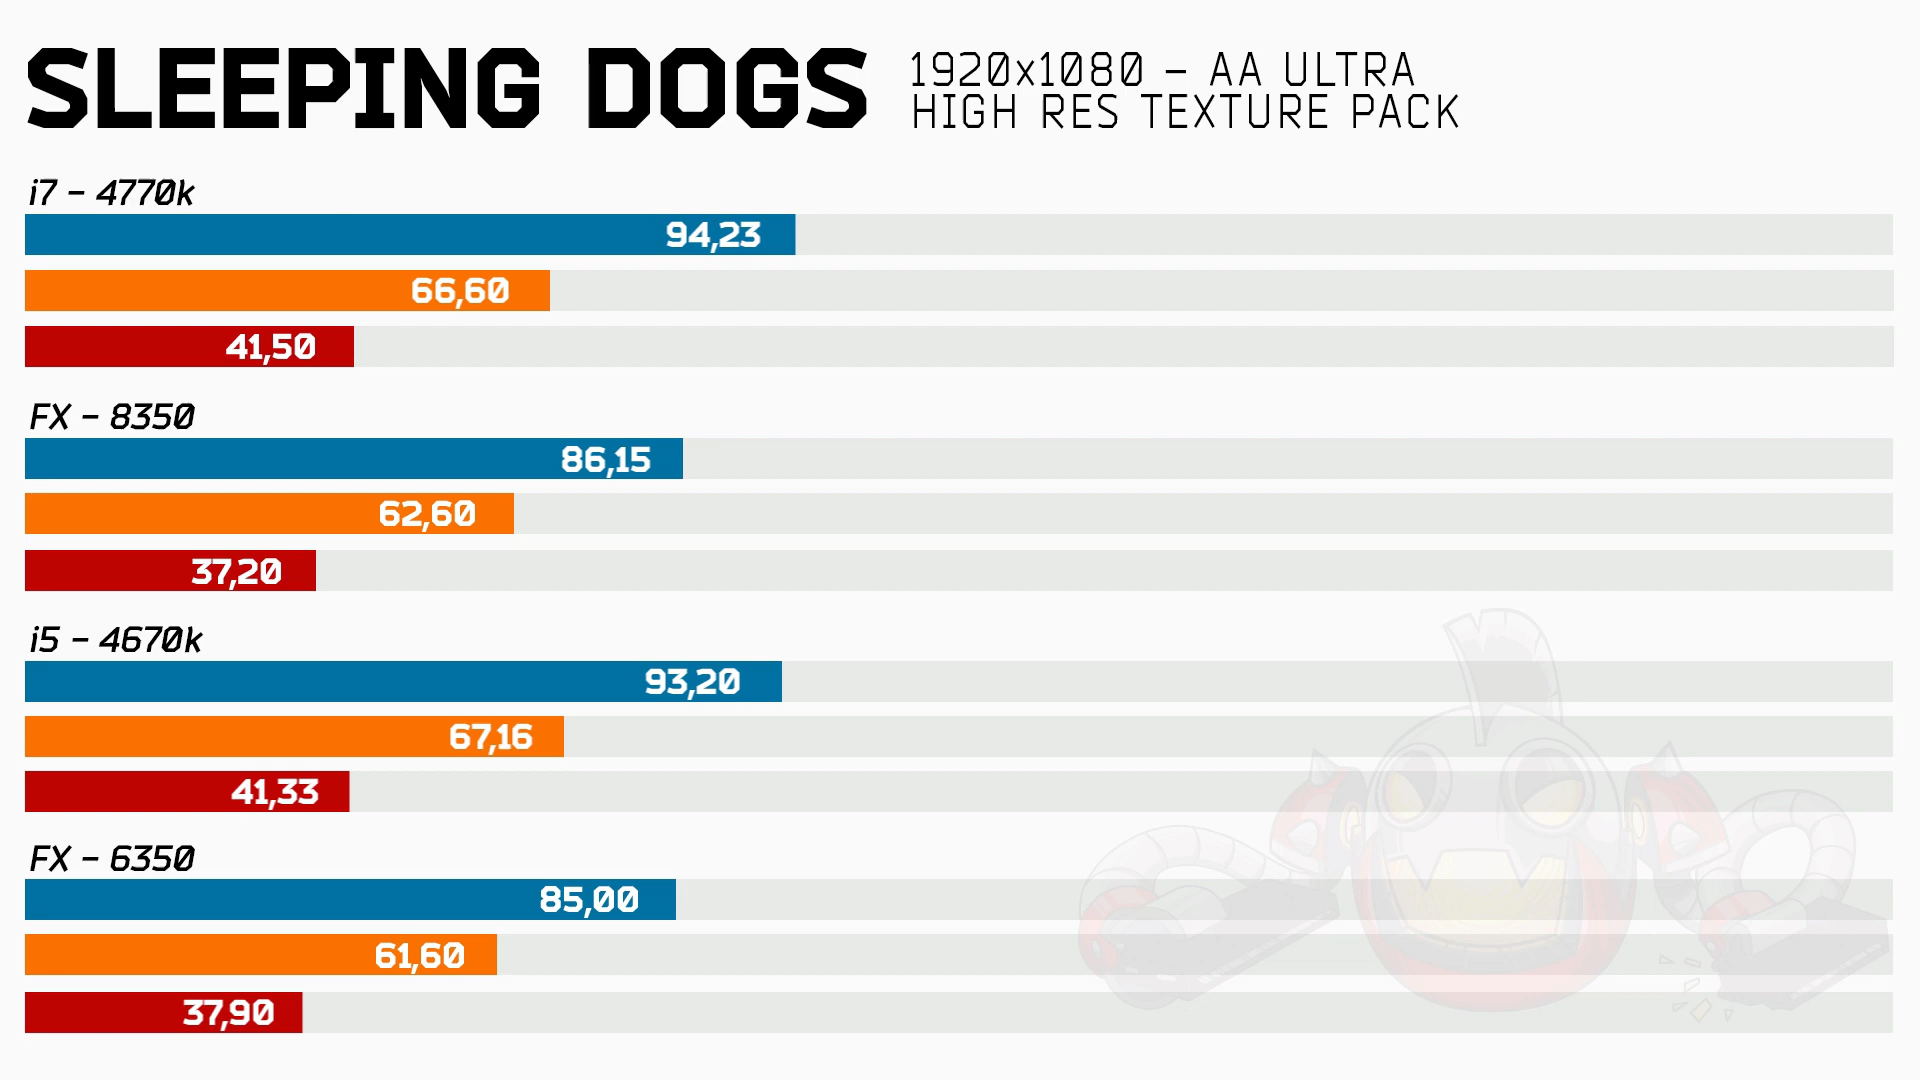 SLEEPING DOGS
1920x1080 – AA ULTRA
HIGH RES TEXTURE PACK
i7 – 4770k
94,23
66,60
41,50
FX – 8350
86,15
62,60
37,20
i5 – 4670k
93,20
67,16
41,33
FX – 6350
85,00
61,60
37,90